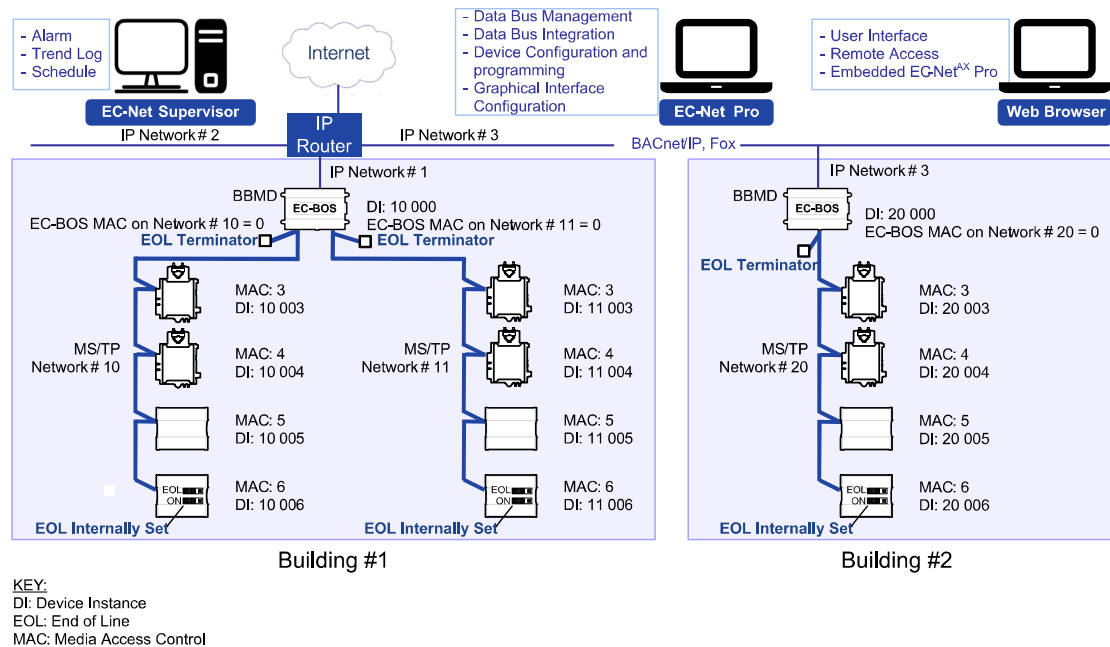 - Alarm
- Trend Log
- Schedule
EC-Net Supervisor
Internet
- Data Bus Management
- Data Bus Integration
- Device Configuration and
programming
- Graphical Interface
Configuration
EC-Net Pro
- User Interface
- Remote Access
- Embedded EC-Net^AX Pro
Web Browser
IP Network # 2
IP
Router
IP Network # 3
BACnet/IP, Fox
IP Network # 1
BBMD
EC-BOS
DI: 10 000
EC-BOS MAC on Network # 10 = 0
EC-BOS MAC on Network # 11 = 0
EOL Terminator
EOL Terminator
MAC: 3
DI: 10 003
MS/TP
Network # 10
MAC: 4
DI: 10 004
MAC: 5
DI: 10 005
EOL
ON
MAC: 6
DI: 10 006
EOL Internally Set
MAC: 3
DI: 11 003
MS/TP
Network # 11
MAC: 4
DI: 11 004
MAC: 5
DI: 11 005
EOL
ON
MAC: 6
DI: 11 006
EOL Internally Set
Building #1
IP Network # 3
BBMD
EC-BOS
DI: 20 000
EC-BOS MAC on Network # 20 = 0
EOL Terminator
MAC: 3
DI: 20 003
MS/TP
Network # 20
MAC: 4
DI: 20 004
MAC: 5
DI: 20 005
EOL
ON
MAC: 6
DI: 20 006
EOL Internally Set
Building #2
KEY:
DI: Device Instance
EOL: End of Line
MAC: Media Access Control